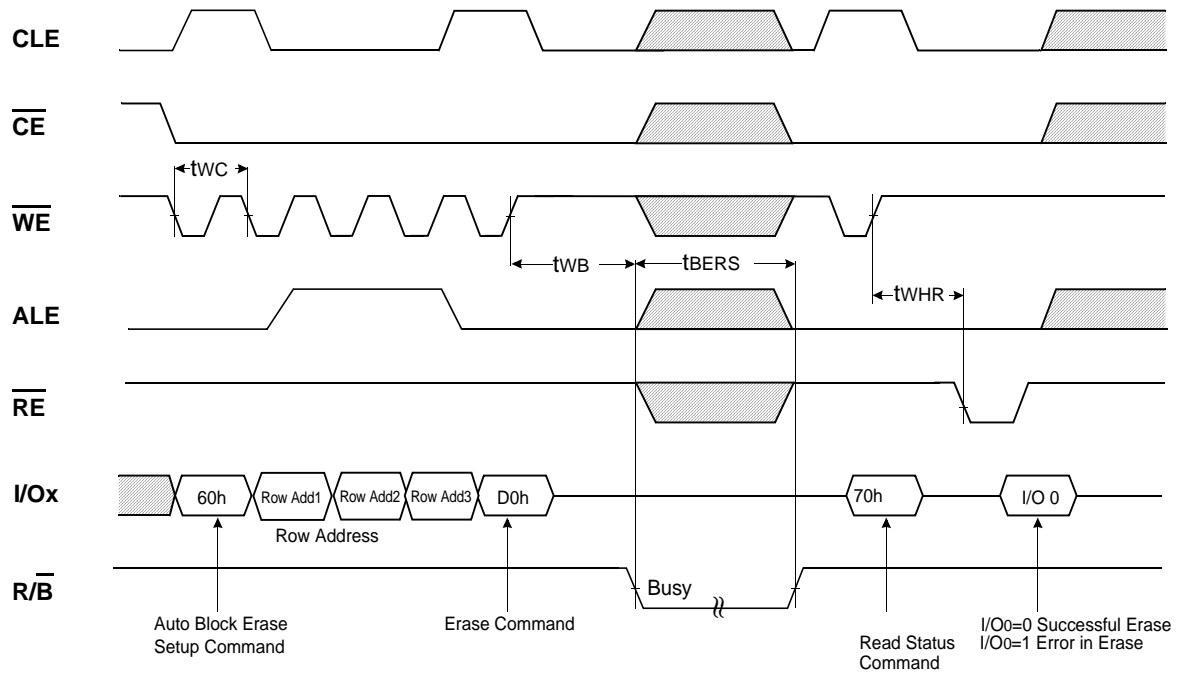 CLE
CE
tWC
WE
tWB
tBERS
tWHR
ALE
RE
I/Ox
60h
Row Add1
Row Add2
Row Add3
D0h
70h
I/O 0
Row Address
R/B
Busy
Auto Block Erase
Setup Command
Erase Command
Read Status
Command
I/O0=0 Successful Erase
I/O0=1 Error in Erase